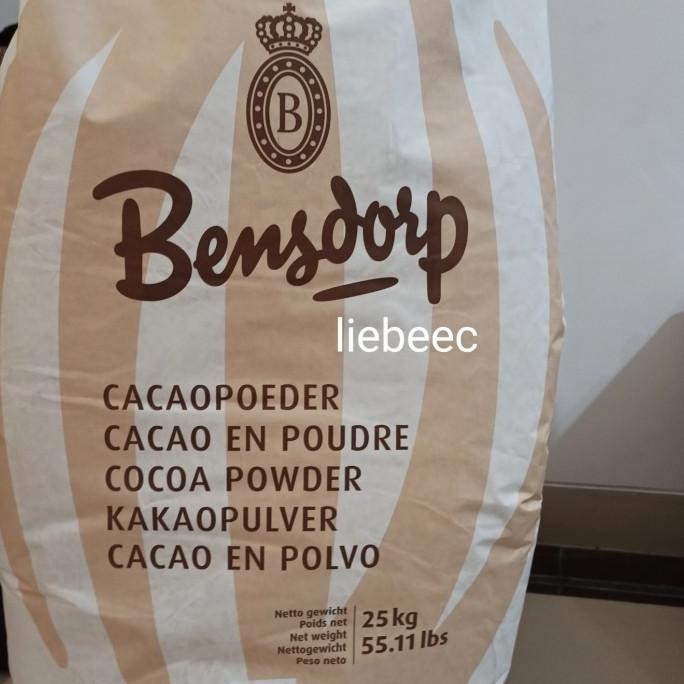 B
Bensdorp
liebeec
CACAOPOEDER
CACAO EN POUDRE
COCOA POWDER
KAKAOPULVER
CACAO EN POLVO
Netto gewicht
Poids net
Net weight
Nettogewicht
Peso neto
25 kg
55.11 lbs